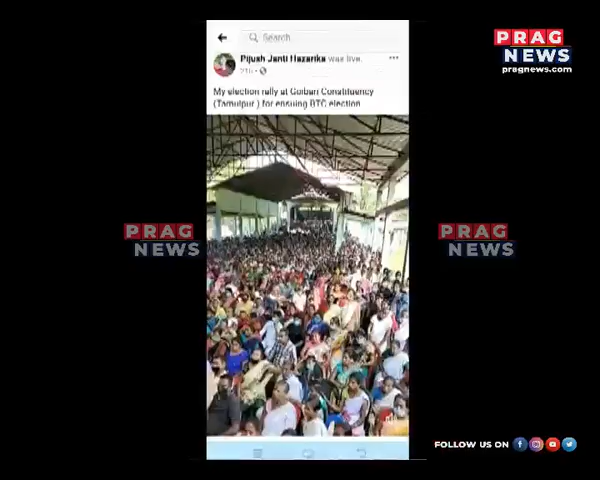 PRAG
NEWS
pragnews.com
Search
Pijush Janti Hazarika was live.
21h
My election rally at Goibari Constituency
(Tamulpur ) for ensuing BTC election
PRAG
NEWS
PRAG
NEWS
FOLLOW US ON